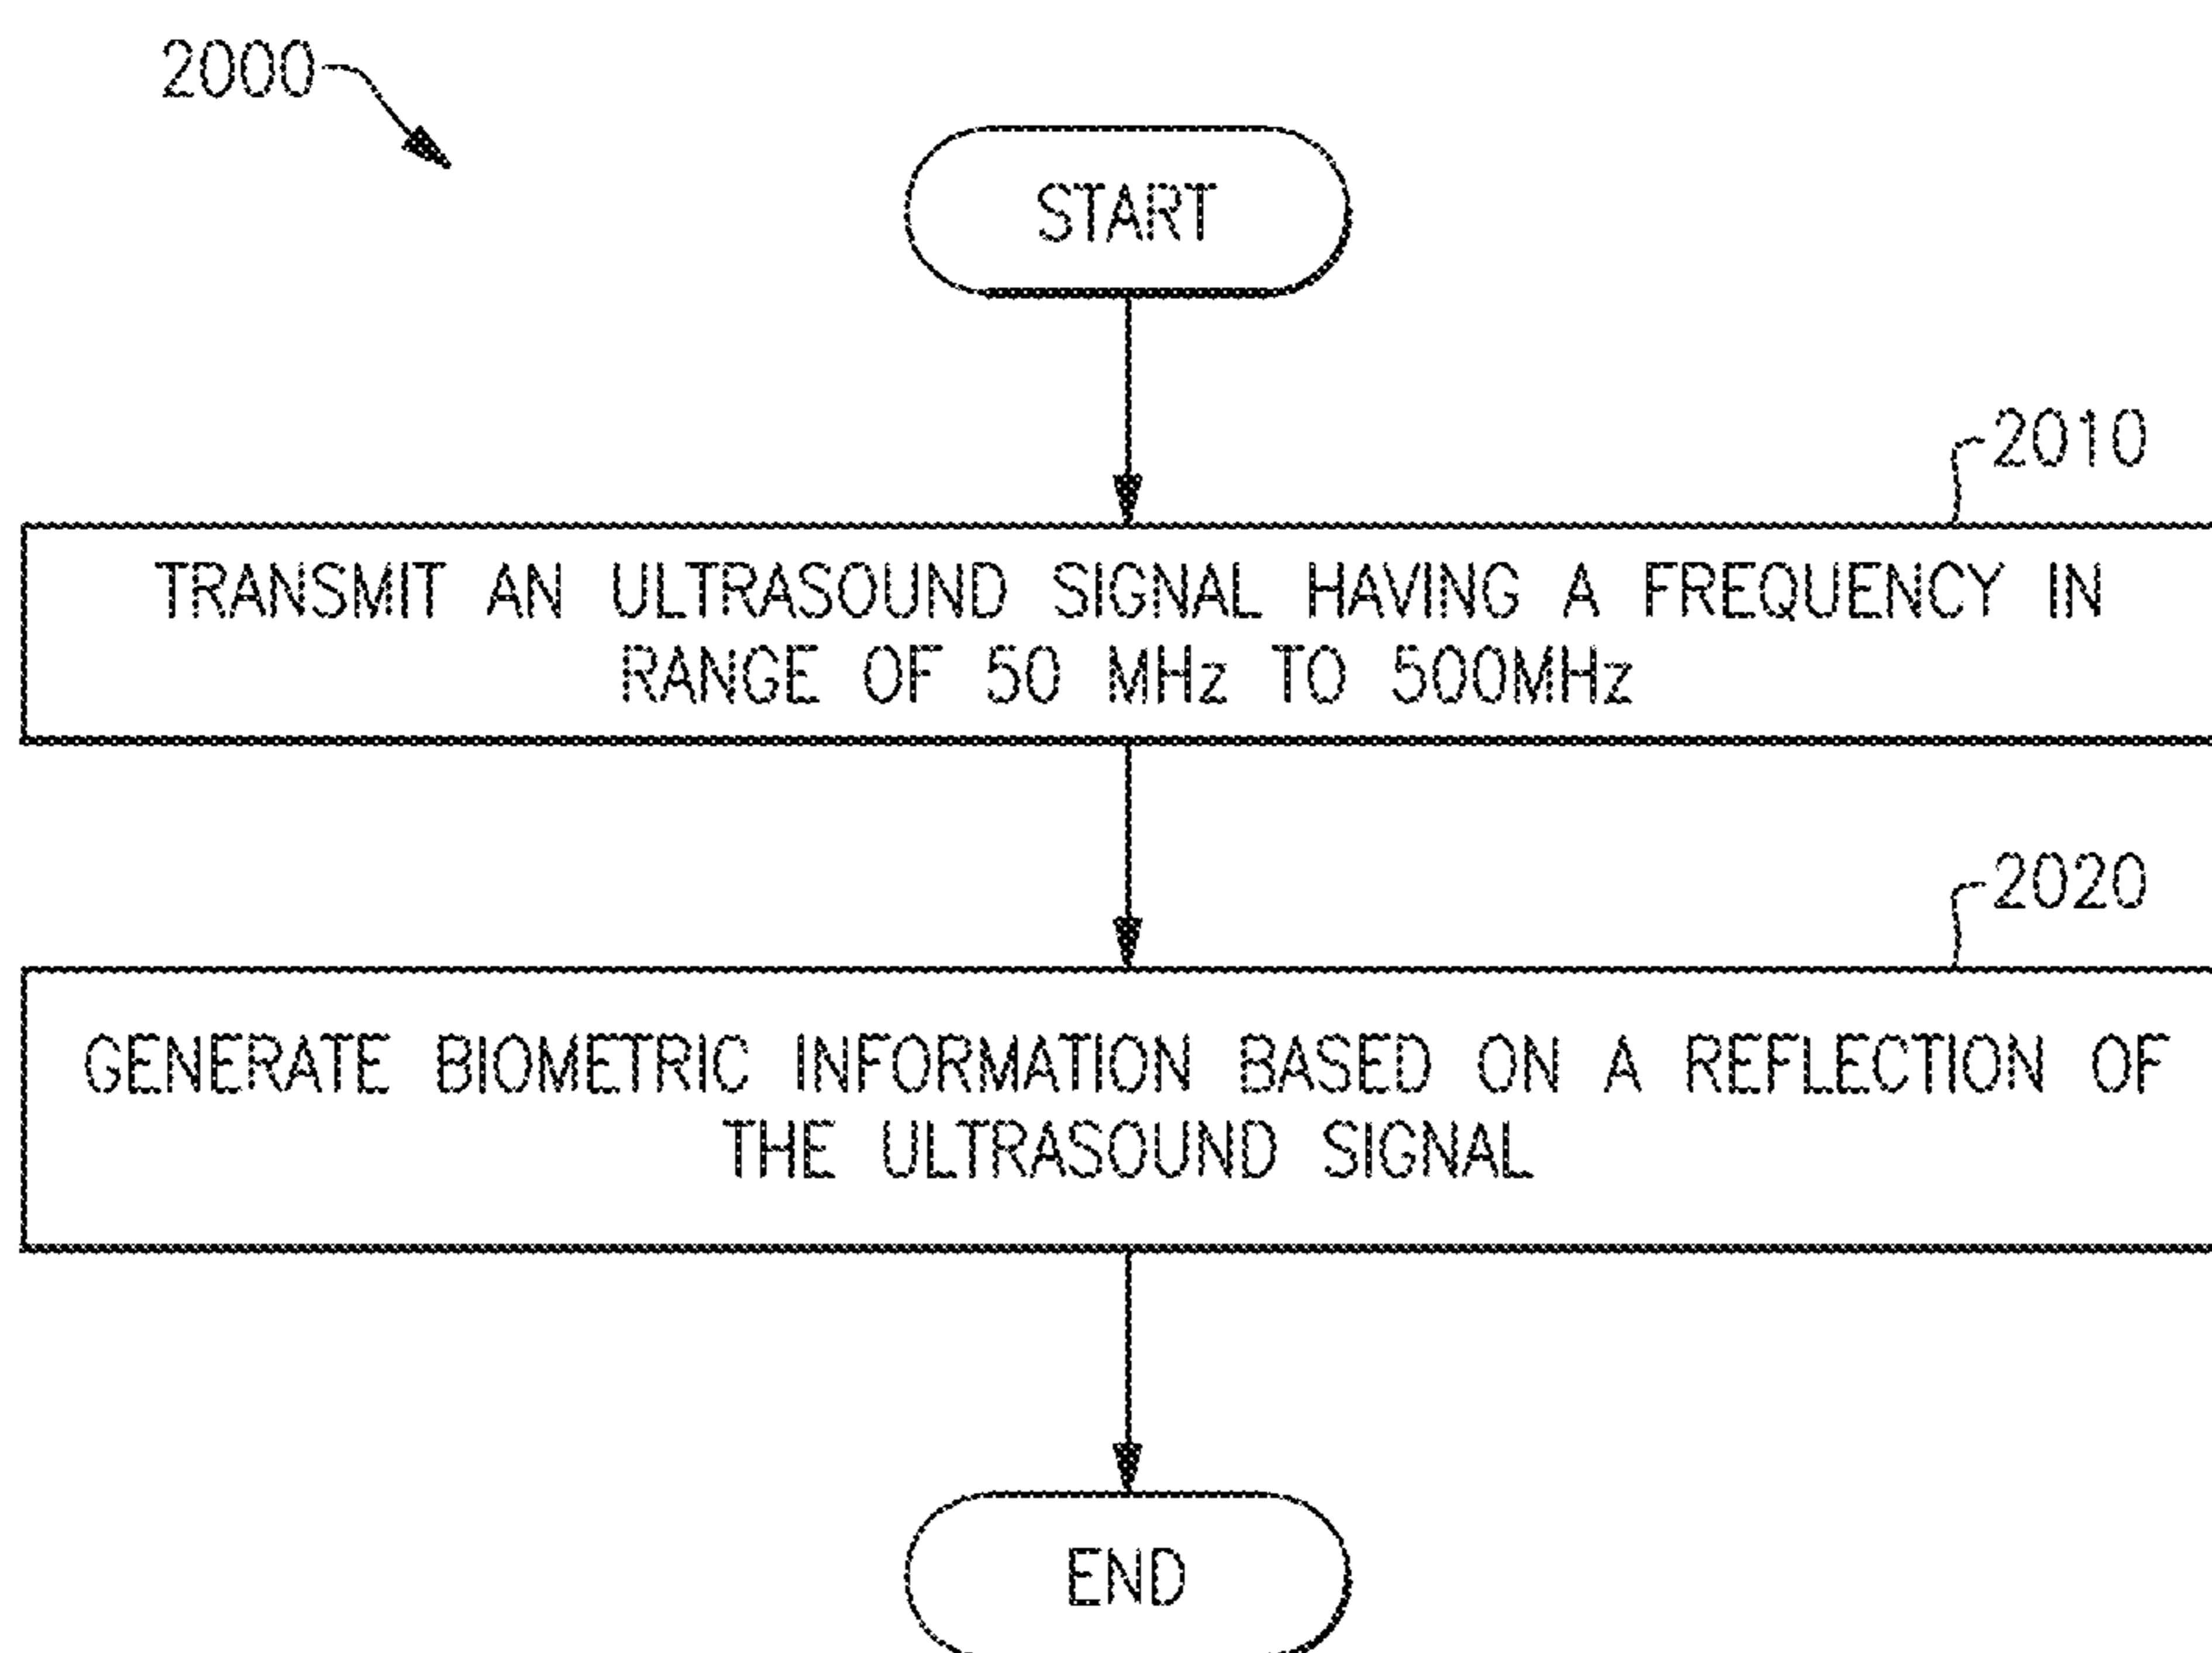 2000
START
2010
TRANSMIT AN ULTRASOUND SIGNAL HAVING A FREQUENCY IN
RANGE OF 50 MHz TO 500MHz
2020
GENERATE BIOMETRIC INFORMATION BASED ON A REFLECTION OF
THE ULTRASOUND SIGNAL
END